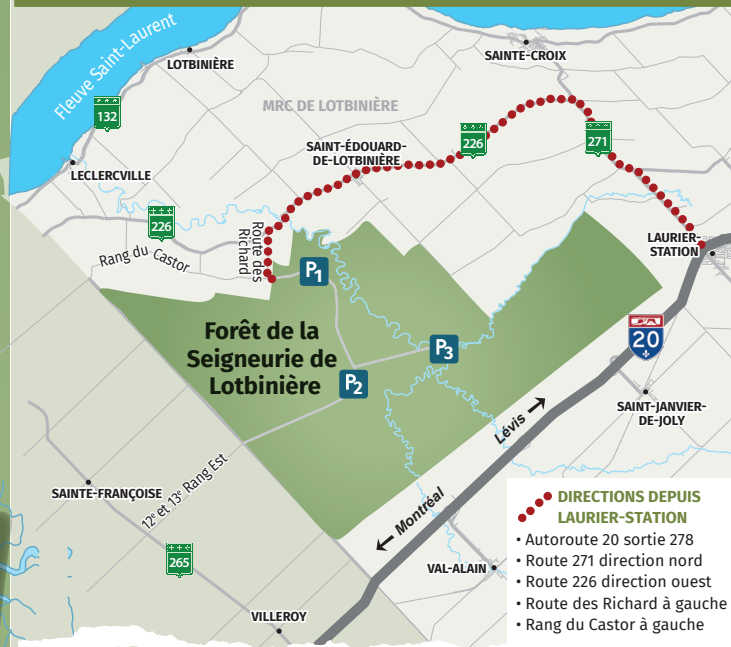 Fleuve Saint-Laurent
LOTBINIÈRE
SAINTE-CROIX
132
MRC DE LOTBINIÈRE
SAINT-ÉDOUARD-
DE-LOTBINIÈRE
226
271
LECLERCVILLE
226
Route des
Richard
Rang du Castor
LAURIER-
STATION
P1
Forêt de la
Seigneurie de
Lotbinière
P2
P3
20
SAINT-JANVIER-
DE-JOLY
Lévis →
← Montréal
SAINTE-FRANÇOISE
12e et 13e Rang Est
265
VAL-ALAIN
VILLEROY
DIRECTIONS DEPUIS
LAURIER-STATION
• Autoroute 20 sortie 278
• Route 271 direction nord
• Route 226 direction ouest
• Route des Richard à gauche
• Rang du Castor à gauche